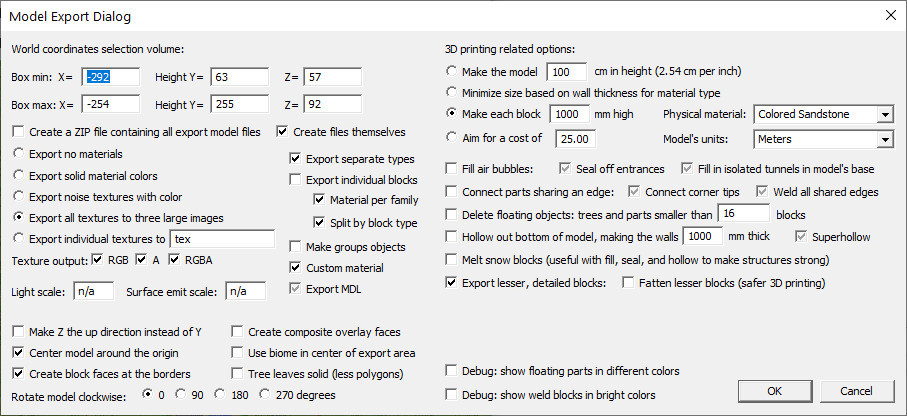 Model Export Dialog
World coordinates selection volume:
Box min: X= -292 Height Y= 63 Z= 57
Box max: X= -254 Height Y= 255 Z= 92
Create a ZIP file containing all export model files
Create files themselves
Export no materials
Export solid material colors
Export noise textures with color
Export all textures to three large images
Export individual textures to tex
Texture output: RGB A RGBA
Export separate types
Export individual blocks
Material per family
Split by block type
Make groups objects
Custom material
Export MDL
Light scale: n/a Surface emit scale: n/a
Make Z the up direction instead of Y
Center model around the origin
Create block faces at the borders
Create composite overlay faces
Use biome in center of export area
Tree leaves solid (less polygons)
Rotate model clockwise: 0 90 180 270 degrees
3D printing related options:
Make the model 100 cm in height (2.54 cm per inch)
Minimize size based on wall thickness for material type
Make each block 1000 mm high Physical material: Colored Sandstone
Aim for a cost of 25.00 Model's units: Meters
Fill air bubbles: Seal off entrances Fill in isolated tunnels in model's base
Connect parts sharing an edge: Connect corner tips Weld all shared edges
Delete floating objects: trees and parts smaller than 16 blocks
Hollow out bottom of model, making the walls 1000 mm thick Superhollow
Melt snow blocks (useful with fill, seal, and hollow to make structures strong)
Export lesser, detailed blocks: Fatten lesser blocks (safer 3D printing)
Debug: show floating parts in different colors
Debug: show weld blocks in bright colors
OK Cancel